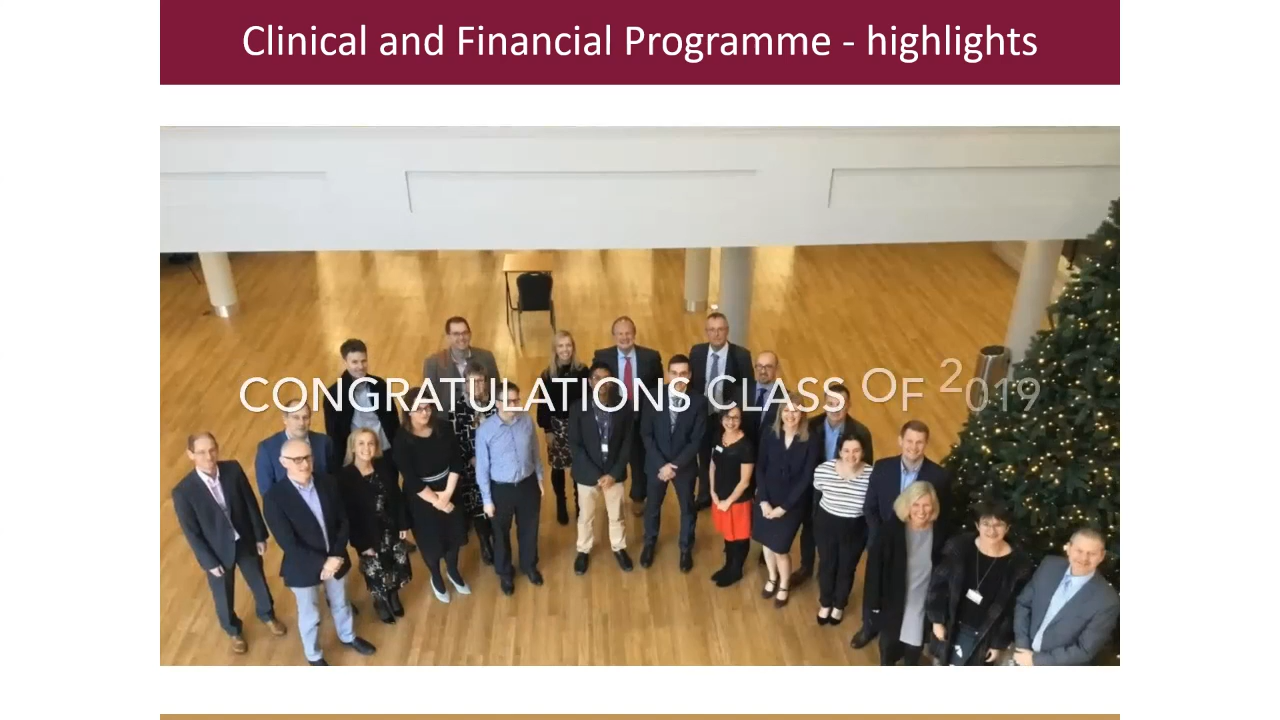 Clinical and Financial Programme - highlights
CONGRATULATIONS CLASS OF 2019